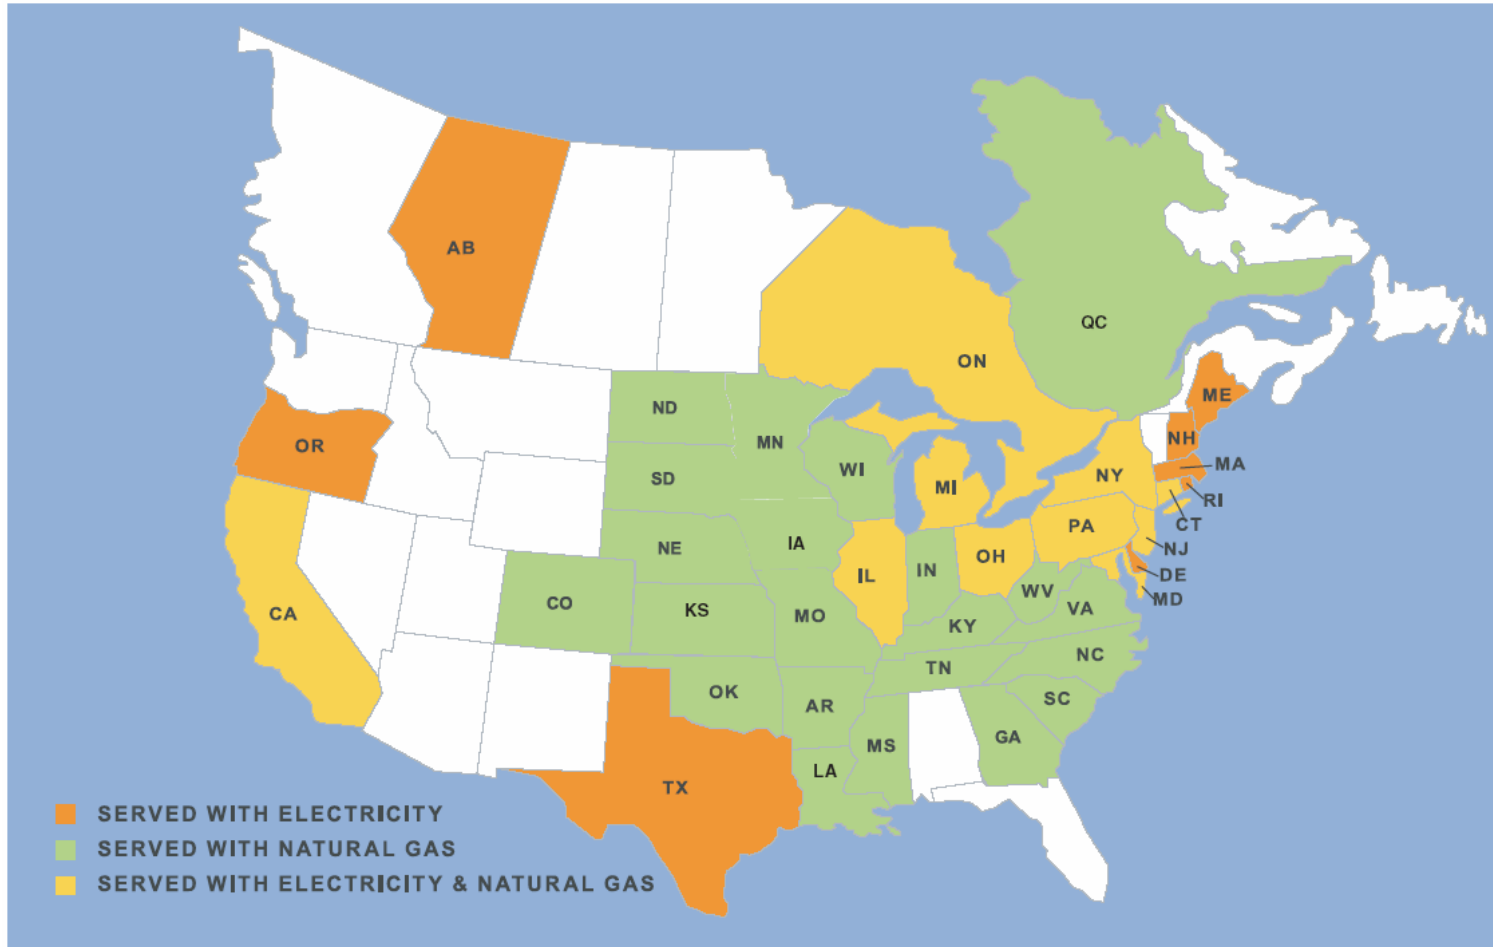 AB
QC
ON
ME
ND
OR
MN
NH
WI
MA
NY
SD
MI
RI
CT
PA
IA
NE
NJ
OH
IN
IL
DE
WV
MD
CO
VA
KS
CA
MO
KY
NC
TN
OK
SC
AR
GA
MS
LA
TX
SERVED WITH ELECTRICITY
SERVED WITH NATURAL GAS
SERVED WITH ELECTRICITY & NATURAL GAS